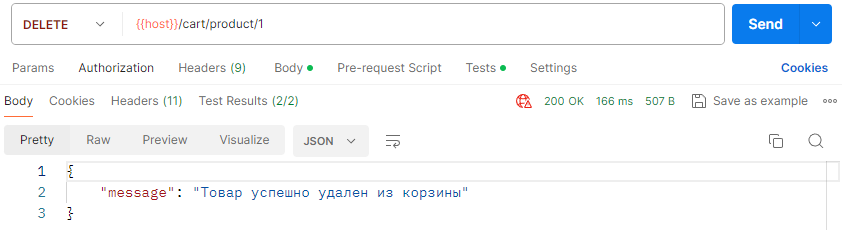 DELETE {{host}}/cart/product/1 Send
Params Authorization Headers (9) Body Pre-request Script Tests Settings Cookies
Body Cookies Headers (11) Test Results (2/2) 200 OK 166 ms 507 B Save as example
Pretty Raw Preview Visualize JSON
1 {
2 "message": "Товар успешно удален из корзины"
3 }